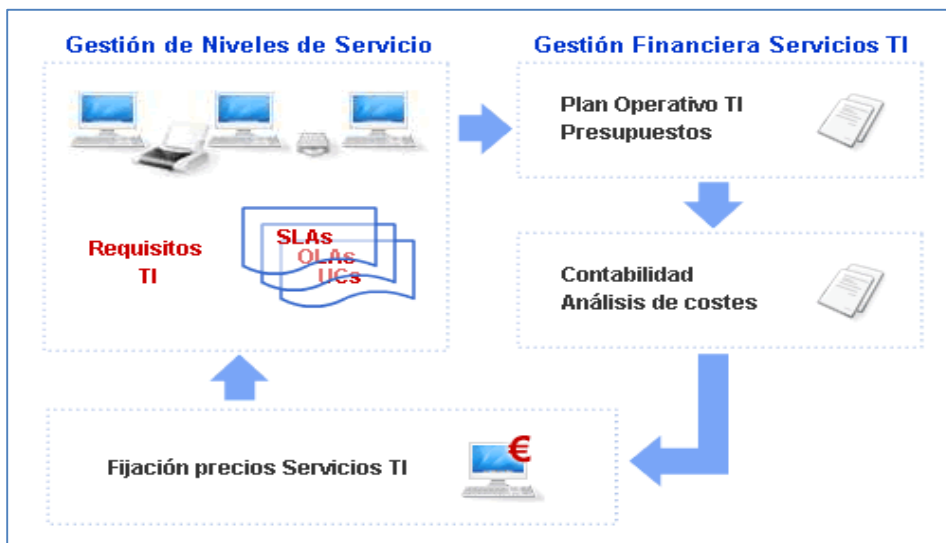 Gestión de Niveles de Servicio
Requisitos
TI
SLAs
OLAs
UCs
Gestión Financiera Servicios TI
Plan Operativo TI
Presupuestos
Contabilidad
Análisis de costes
Fijación precios Servicios TI
€